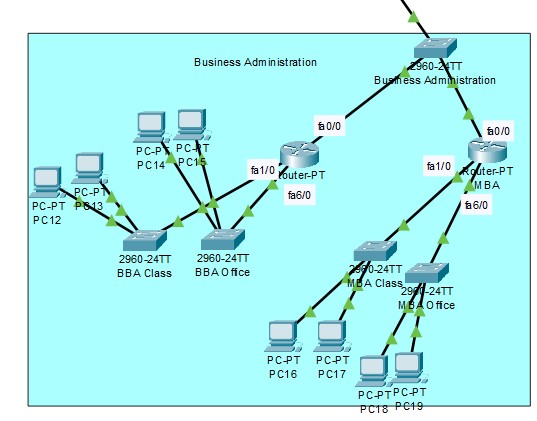 Business Administration
2960-24TT
Business Administration
fa0/0
fa0/0
PC-PT
PC14
PC-PT
PC15
Router-PT
fa1/0
fa6/0
Router-PT
MBA
fa1/0
fa6/0
PC-PT
PC12
PC-PT
PC13
2960-24TT
BBA Class
2960-24TT
BBA Office
2960-24TT
MBA Class
2960-24TT
MBA Office
PC-PT
PC16
PC-PT
PC17
PC-PT
PC18
PC-PT
PC19